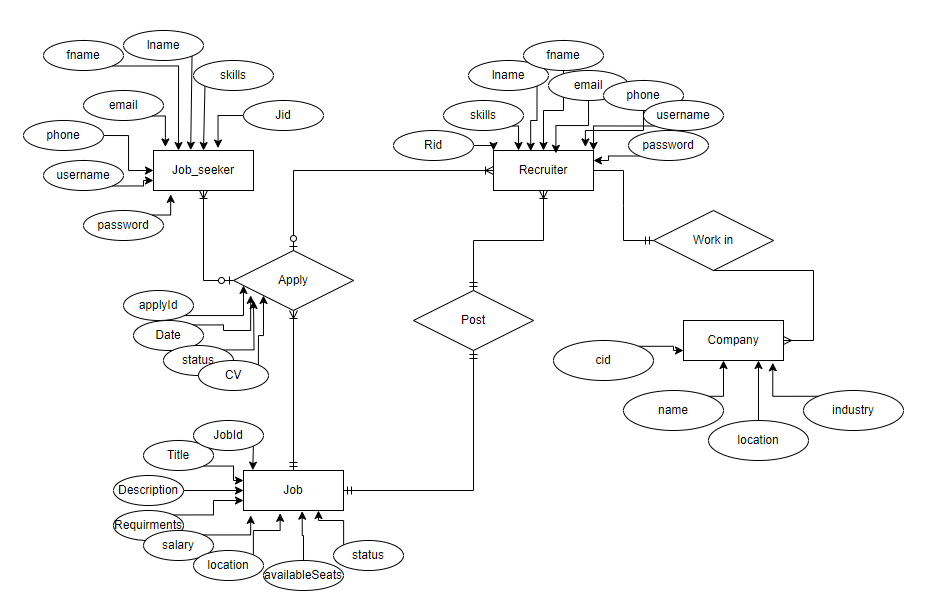 fname
lname
skills
email
Jid
phone
username
password
Job_seeker
fname
lname
email
phone
skills
username
Rid
password
Recruiter
Work in
Apply
applyId
Date
status
CV
Post
Company
cid
name
location
industry
JobId
Title
Description
Requirments
salary
location
availableSeats
status
Job